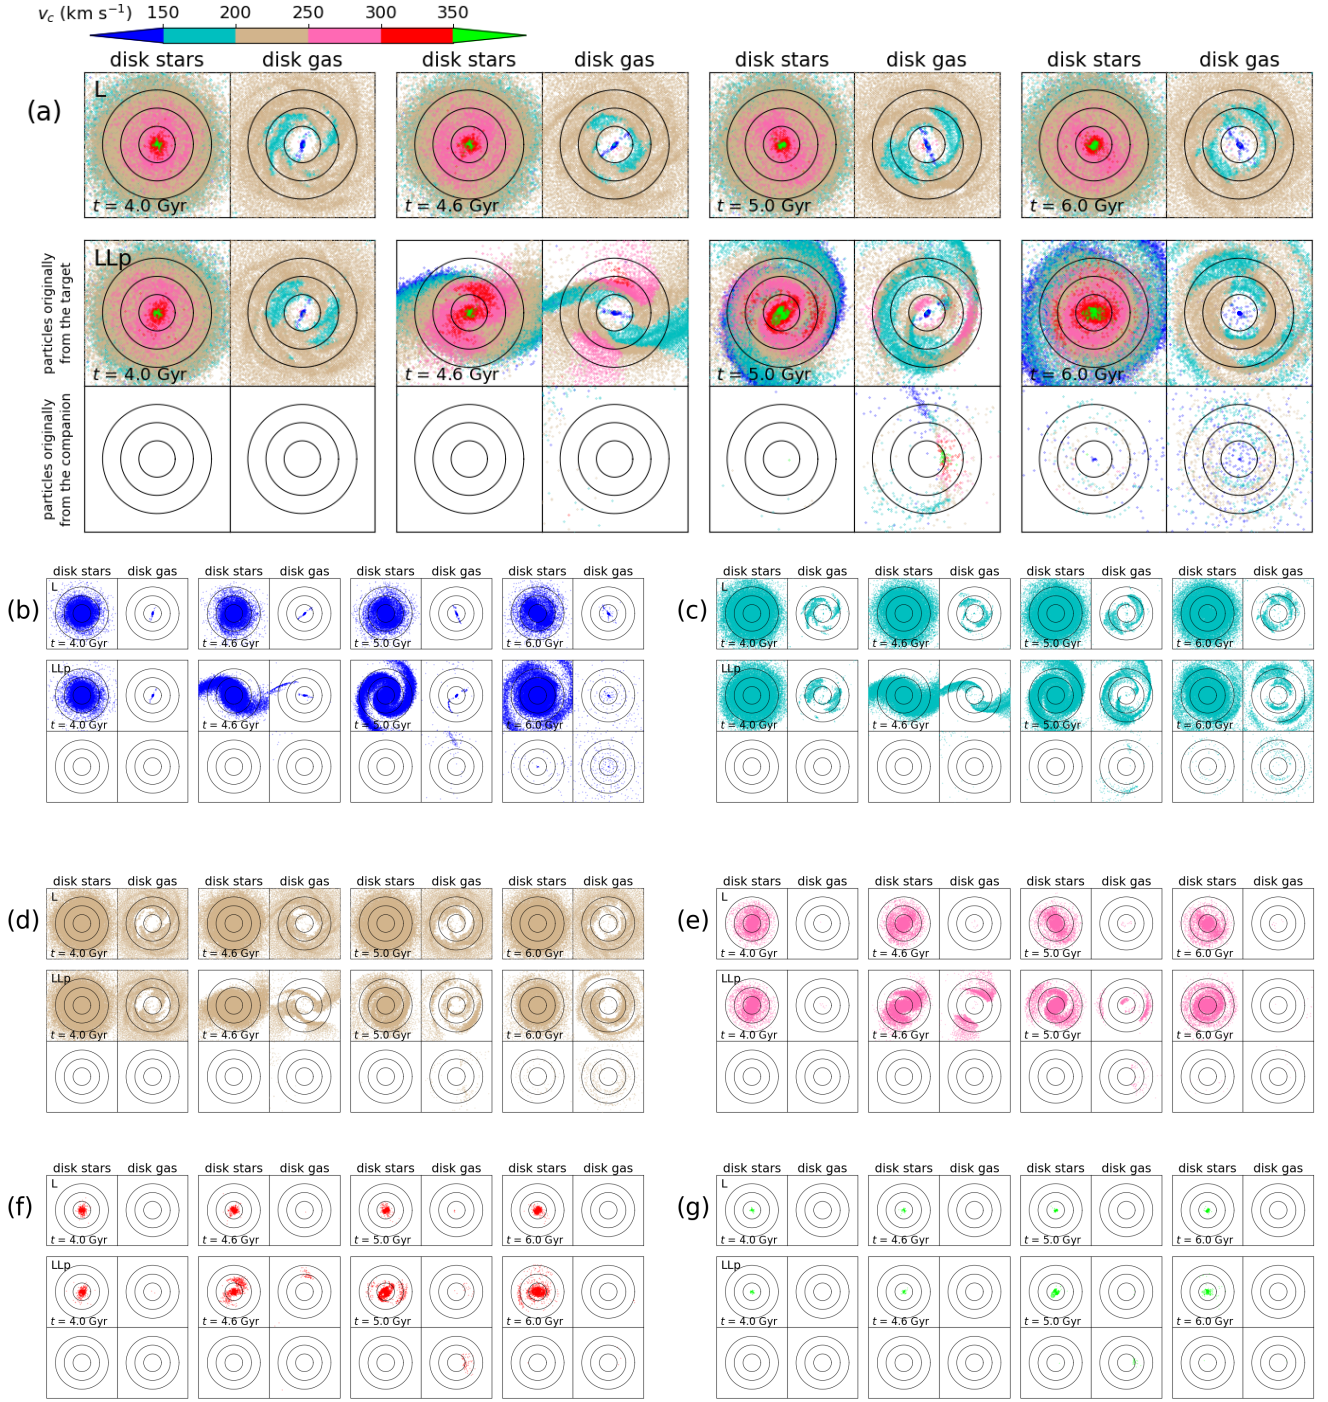 v_c (km s⁻¹) 150 200 250 300 350
disk stars disk gas disk stars disk gas disk stars disk gas disk stars disk gas
(a)
L
t = 4.0 Gyr t = 4.6 Gyr t = 5.0 Gyr t = 6.0 Gyr
particles originally
from the target
LLp
t = 4.0 Gyr t = 4.6 Gyr t = 5.0 Gyr t = 6.0 Gyr
particles originally
from the companion
disk stars disk gas disk stars disk gas disk stars disk gas disk stars disk gas
(b)
L
t = 4.0 Gyr t = 4.6 Gyr t = 5.0 Gyr t = 6.0 Gyr
LLp
t = 4.0 Gyr t = 4.6 Gyr t = 5.0 Gyr t = 6.0 Gyr
disk stars disk gas disk stars disk gas disk stars disk gas disk stars disk gas
(c)
L
t = 4.0 Gyr t = 4.6 Gyr t = 5.0 Gyr t = 6.0 Gyr
LLp
t = 4.0 Gyr t = 4.6 Gyr t = 5.0 Gyr t = 6.0 Gyr
disk stars disk gas disk stars disk gas disk stars disk gas disk stars disk gas
(d)
L
t = 4.0 Gyr t = 4.6 Gyr t = 5.0 Gyr t = 6.0 Gyr
LLp
t = 4.0 Gyr t = 4.6 Gyr t = 5.0 Gyr t = 6.0 Gyr
disk stars disk gas disk stars disk gas disk stars disk gas disk stars disk gas
(e)
L
t = 4.0 Gyr t = 4.6 Gyr t = 5.0 Gyr t = 6.0 Gyr
LLp
t = 4.0 Gyr t = 4.6 Gyr t = 5.0 Gyr t = 6.0 Gyr
disk stars disk gas disk stars disk gas disk stars disk gas disk stars disk gas
(f)
L
t = 4.0 Gyr t = 4.6 Gyr t = 5.0 Gyr t = 6.0 Gyr
LLp
t = 4.0 Gyr t = 4.6 Gyr t = 5.0 Gyr t = 6.0 Gyr
disk stars disk gas disk stars disk gas disk stars disk gas disk stars disk gas
(g)
L
t = 4.0 Gyr t = 4.6 Gyr t = 5.0 Gyr t = 6.0 Gyr
LLp
t = 4.0 Gyr t = 4.6 Gyr t = 5.0 Gyr t = 6.0 Gyr